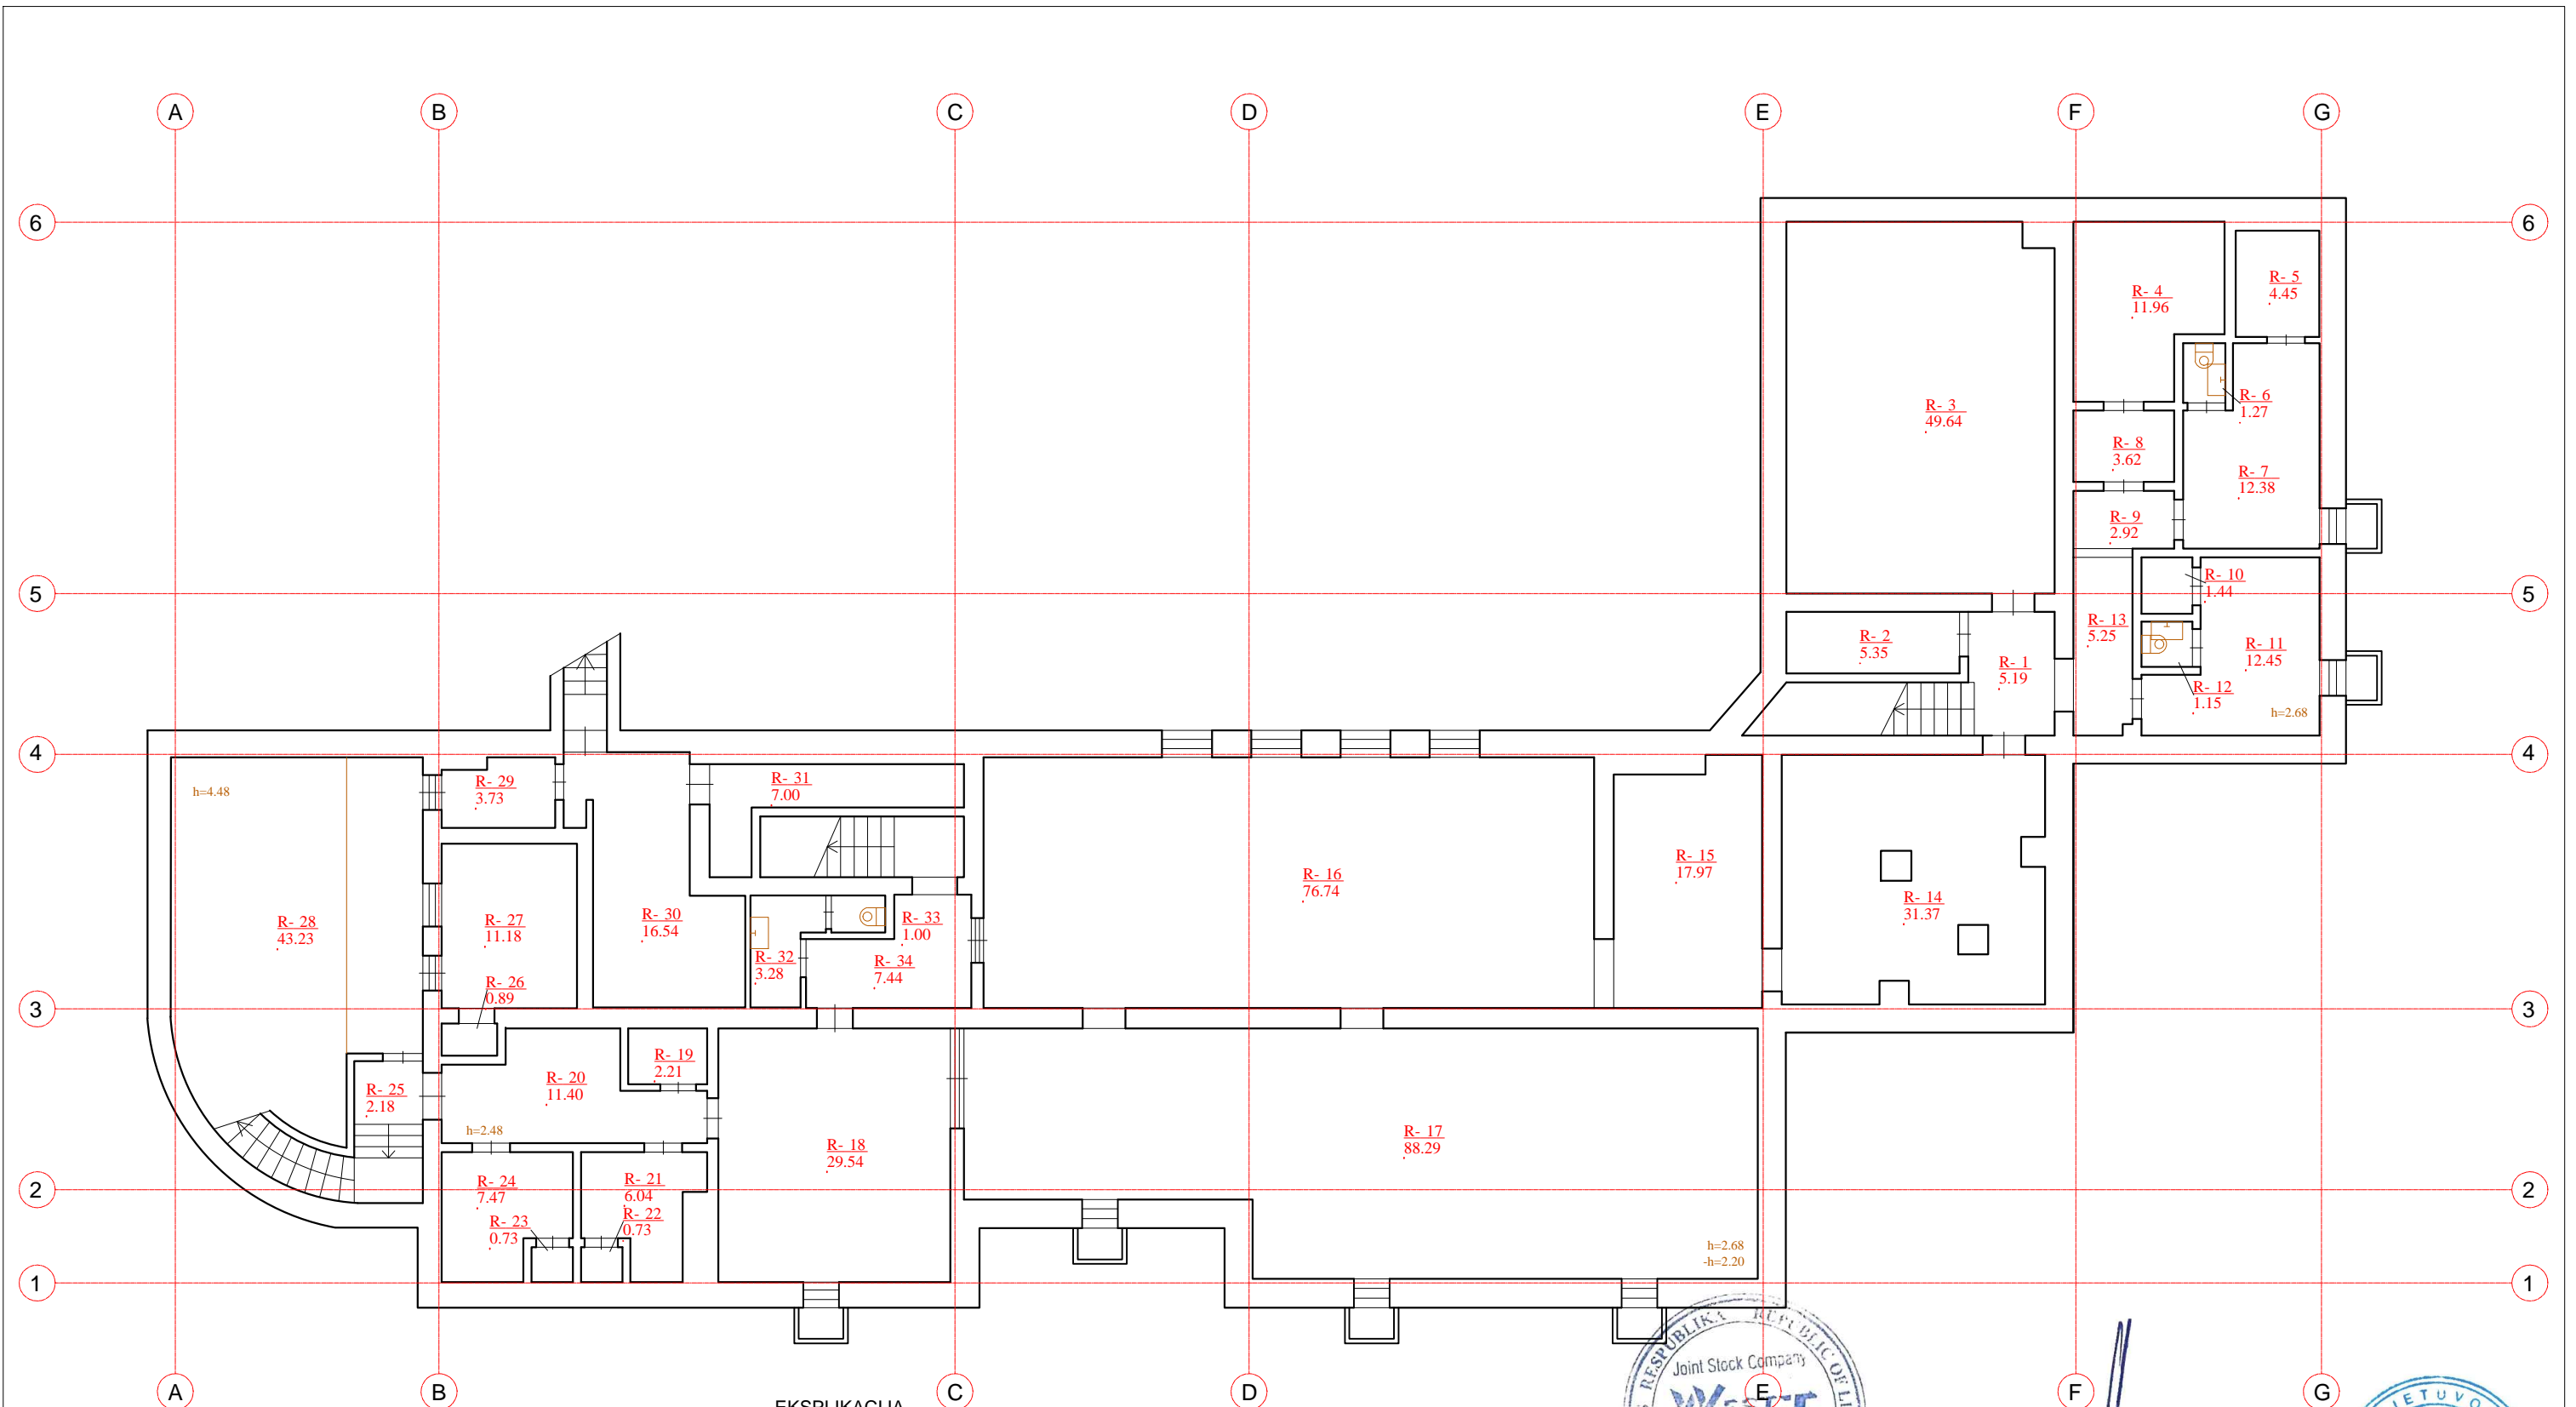 A B C D E F G
6 6
R- 5
4.45
R- 4
11.96
R- 6
1.27
R- 3
49.64
R- 8
3.62
R- 7
12.38
R- 9
2.92
5 5
R- 10
1.44
R- 13
5.25
R- 2
5.35
R- 11
12.45
R- 1
5.19
R- 12
1.15
h=2.68
4 4
R- 31
7.00
R- 29
3.73
h=4.48
R- 15
17.97
R- 16
76.74
R- 14
31.37
R- 30
16.54
R- 33
1.00
R- 28
43.23
R- 27
11.18
R- 32
3.28
R- 34
7.44
R- 26
0.89
3 3
R- 19
2.21
R- 20
11.40
R- 25
2.18
h=2.48
R- 17
88.29
R- 18
29.54
R- 24
7.47
R- 21
6.04
2 2
R- 23
0.73
R- 22
0.73
h=2.68
-h=2.20
1 1
RESPUBLIKA REPUBLIC OF
Joint Stock Company
A B C D E F G
EKSPLIKACIJA